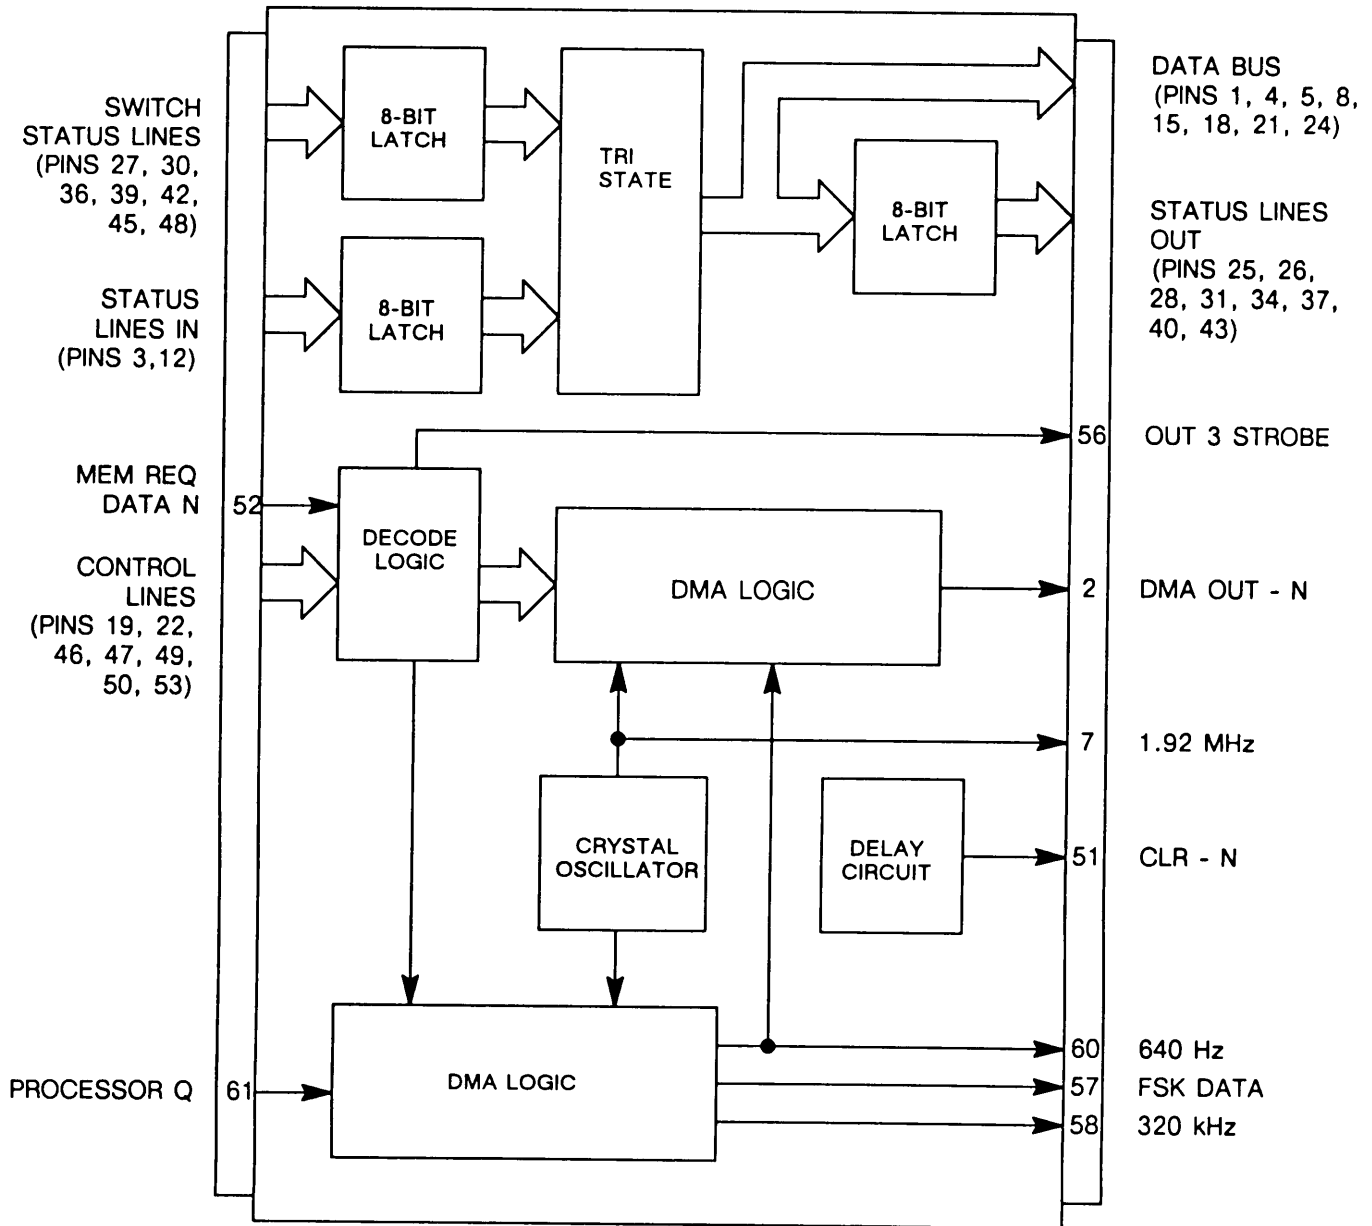 SWITCH
STATUS LINES
(PINS 27, 30,
36, 39, 42,
45, 48)
8-BIT
LATCH
TRI
STATE
DATA BUS
(PINS 1, 4, 5, 8,
15, 18, 21, 24)
8-BIT
LATCH
STATUS LINES
OUT
(PINS 25, 26,
28, 31, 34, 37,
40, 43)
STATUS
LINES IN
(PINS 3,12)
8-BIT
LATCH
56 OUT 3 STROBE
MEM REQ
DATA N 52
DECODE
LOGIC
CONTROL
LINES
(PINS 19, 22,
46, 47, 49,
50, 53)
DMA LOGIC
2 DMA OUT - N
7 1.92 MHz
CRYSTAL
OSCILLATOR
DELAY
CIRCUIT
51 CLR - N
PROCESSOR Q 61
DMA LOGIC
60 640 Hz
57 FSK DATA
58 320 kHz